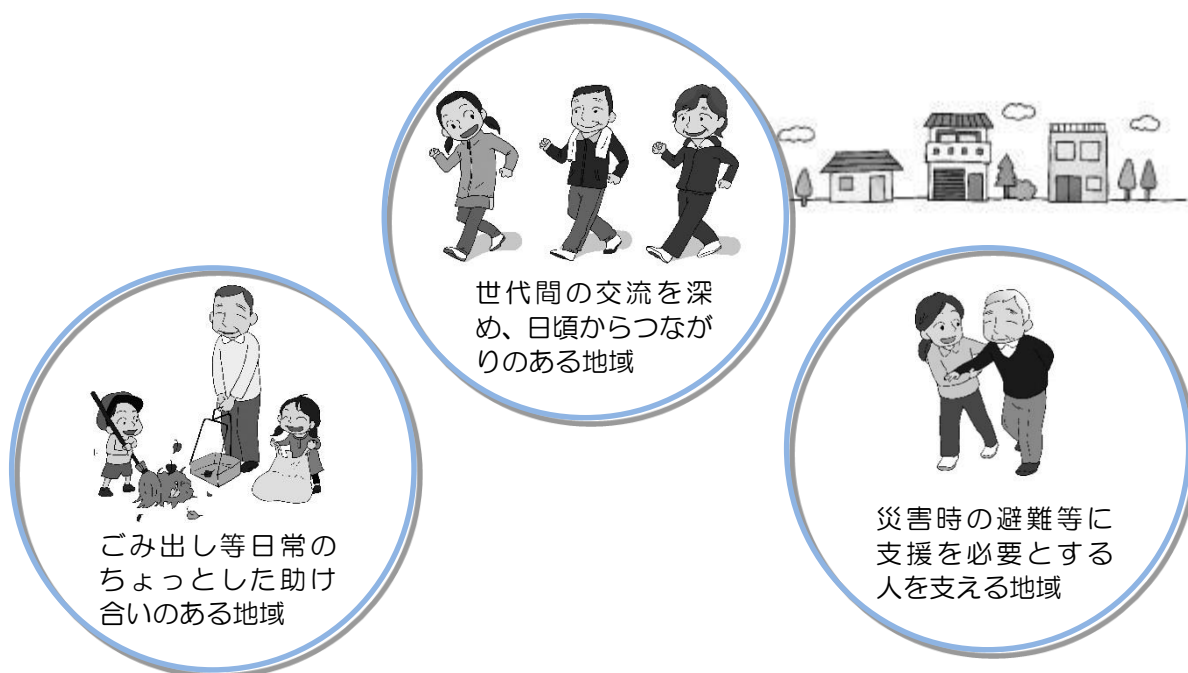 世代間の交流を深
め、日頃からつなが
りのある地域
ごみ出し等日常の
ちょっとした助け
合いのある地域
災害時の避難等に
支援を必要とする
人を支える地域